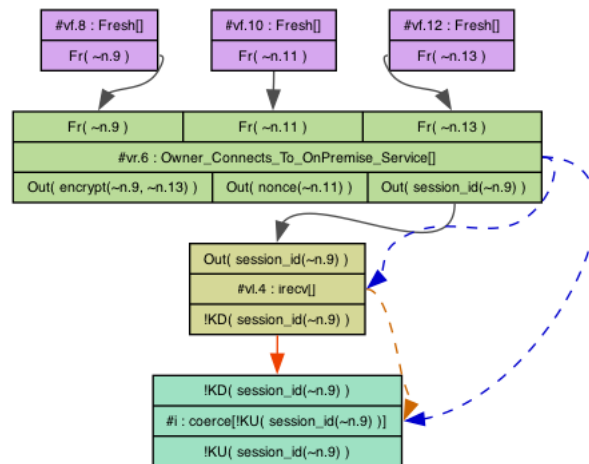 #vf.8 : Fresh[] #vf.10 : Fresh[] #vf.12 : Fresh[]
Fr( ~n.9 ) Fr( ~n.11 ) Fr( ~n.13 )
Fr( ~n.9 ) Fr( ~n.11 ) Fr( ~n.13 )
#vr.6 : Owner_Connects_To_OnPremise_Service[]
Out( encrypt(~n.9, ~n.13) ) Out( nonce(~n.11) ) Out( session_id(~n.9) )
Out( session_id(~n.9) )
#vl.4 : irecv[]
!KD( session_id(~n.9) )
!KD( session_id(~n.9) )
#i : coerce[!KU( session_id(~n.9) )]
!KU( session_id(~n.9) )